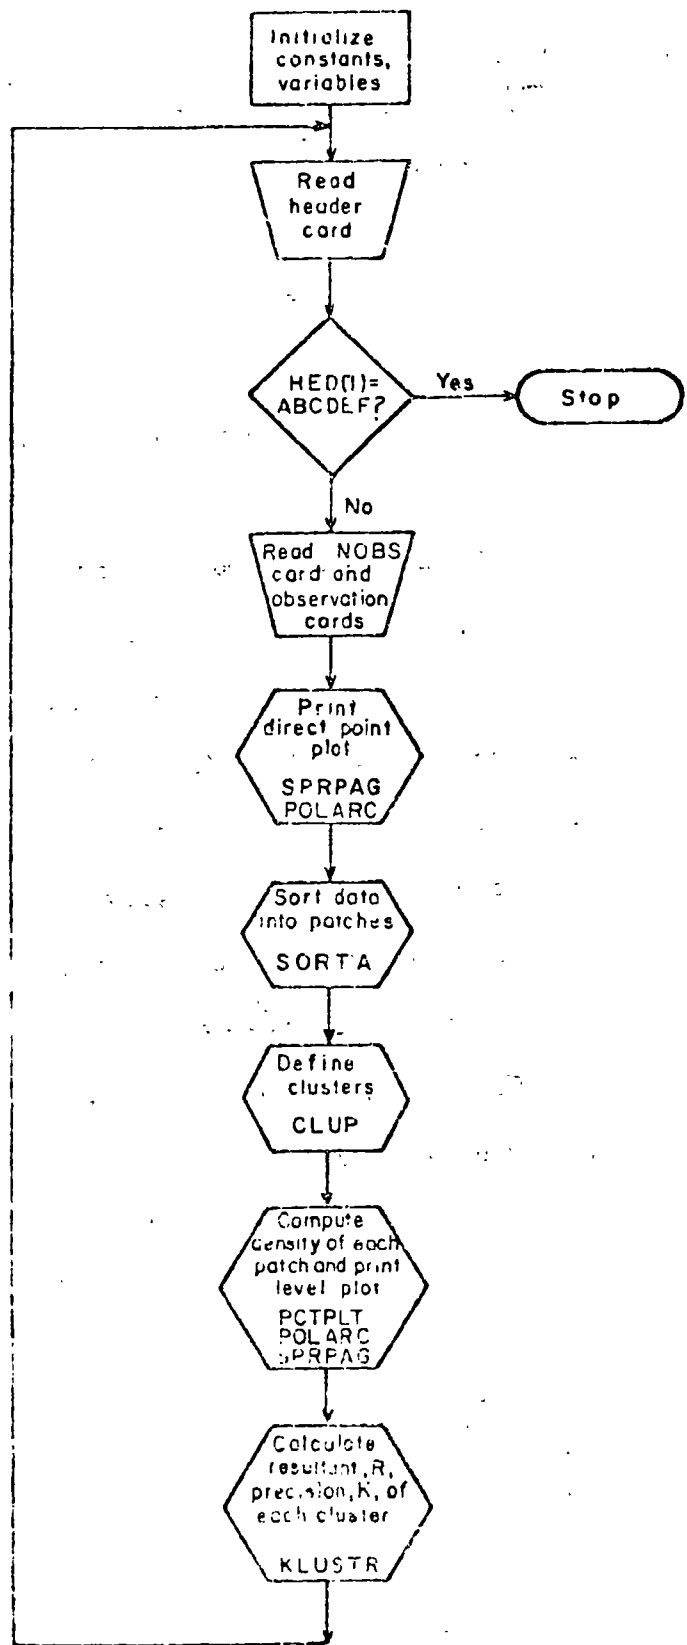 Initialize
constants,
variables
Read
header
card
HED(1)=
ABCDEF?
Yes
Stop
No
Read NOBS
card and
observation
cards
Print
direct point
plot
SPRPAG
POLARC
Sort data
into patches
SORTA
Define
clusters
CLUP
Compute
density of each
patch and print
level plot
PCTPLT
POLARC
SPRPAG
Calculate
resultant, R,
precision, K, of
each cluster
KLUSTR